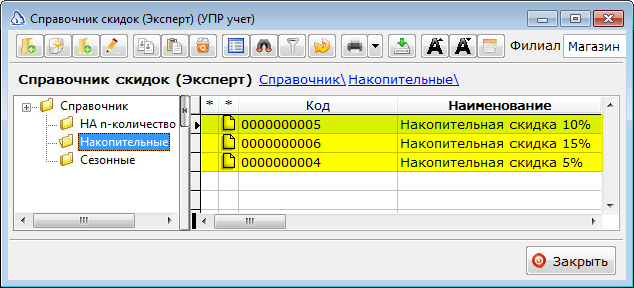 Справочник скидок (Эксперт) (УПР учет)
Филиал Магазин
Справочник скидок (Эксперт) Справочник\ Накопительные\
Справочник
НА n-количество
Накопительные
Сезонные
* * Код Наименование
0000000005 Накопительная скидка 10%
0000000006 Накопительная скидка 15%
0000000004 Накопительная скидка 5%
Закрыть